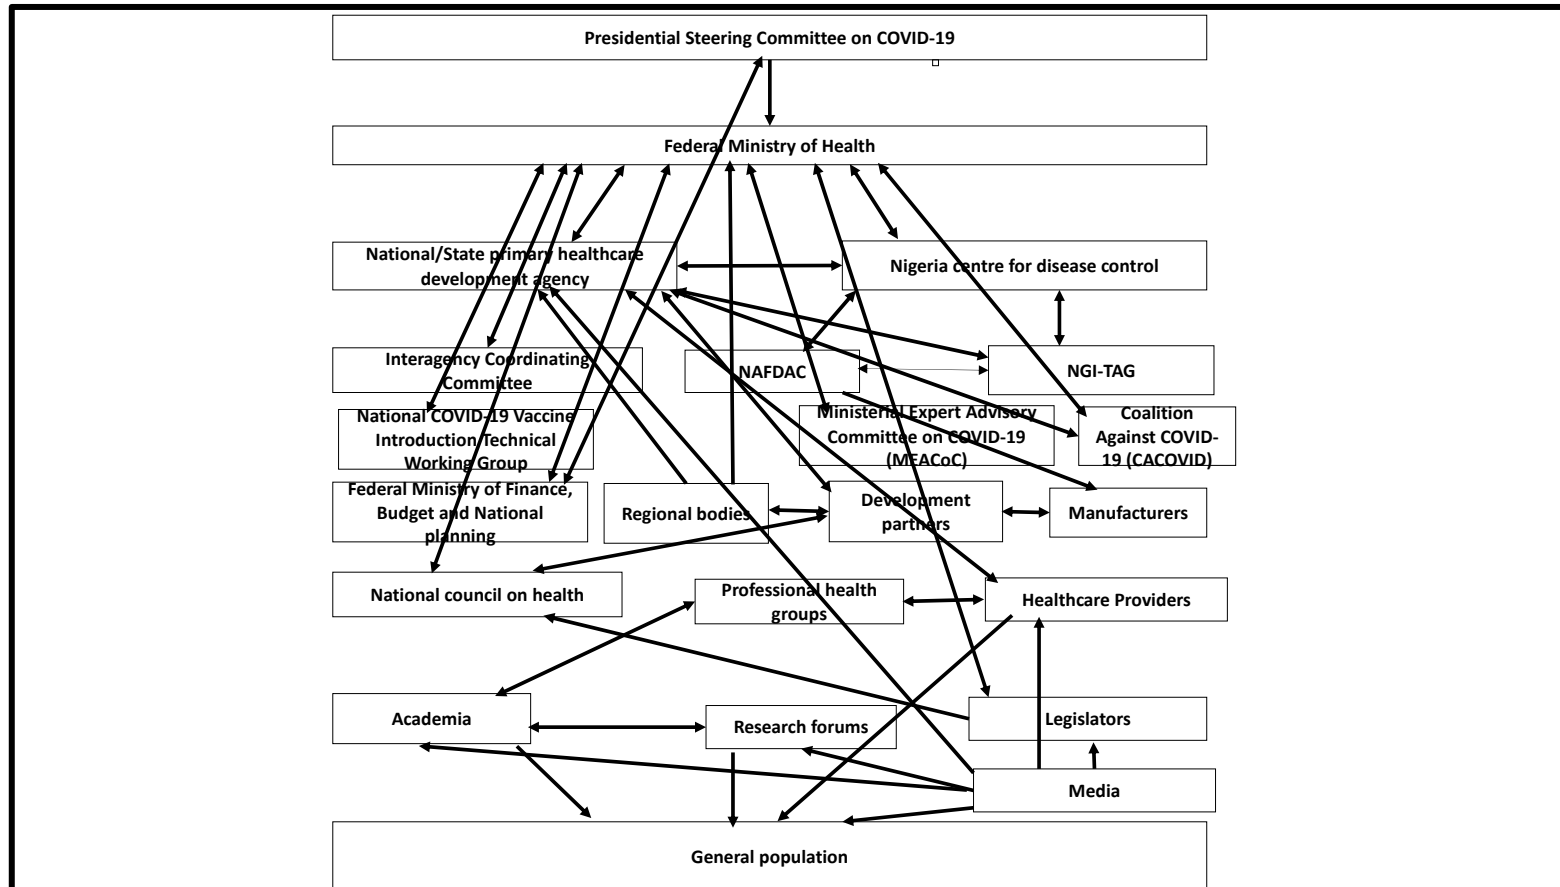 Presidential Steering Committee on COVID-19
Federal Ministry of Health
National/State primary healthcare
development agency
Nigeria centre for disease control
Interagency Coordinating
Committee
NAFDAC
NGI-TAG
National COVID-19 Vaccine
Introduction Technical
Working Group
Ministerial Expert Advisory
Committee on COVID-19
(MEACoC)
Coalition
Against COVID-
19 (CACOVID)
Federal Ministry of Finance,
Budget and National
planning
Regional bodies
Development
partners
Manufacturers
National council on health
Professional health
groups
Healthcare Providers
Academia
Research forums
Legislators
Media
General population